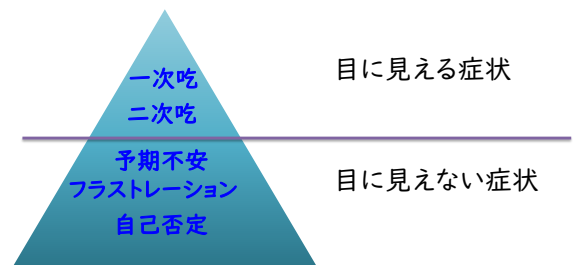 一次吃
二次吃
目に見える症状
予期不安
フラストレーション
自己否定
目に見えない症状